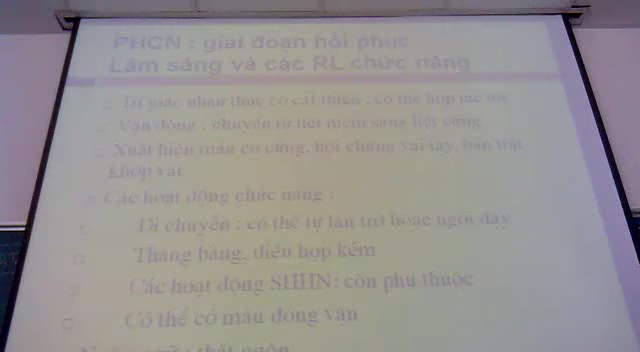 PHCN : giai đoạn hồi phục
Lâm sàng và các RL chức năng
Tri giác nhận thức có cải thiện : có thể hợp tác tốt
Vận động : chuyển từ liệt mềm sang liệt cứng
Xuất hiện mẫu co cứng, hội chứng vai tay, bán trật
khớp vai
Các hoạt động chức năng :
Di chuyển : có thể tự lăn trở hoặc ngồi dậy
Thăng bằng, điều hợp kém
Các hoạt động SHHN: còn phụ thuộc
Có thể có mẫu đồng vận
thất ngôn